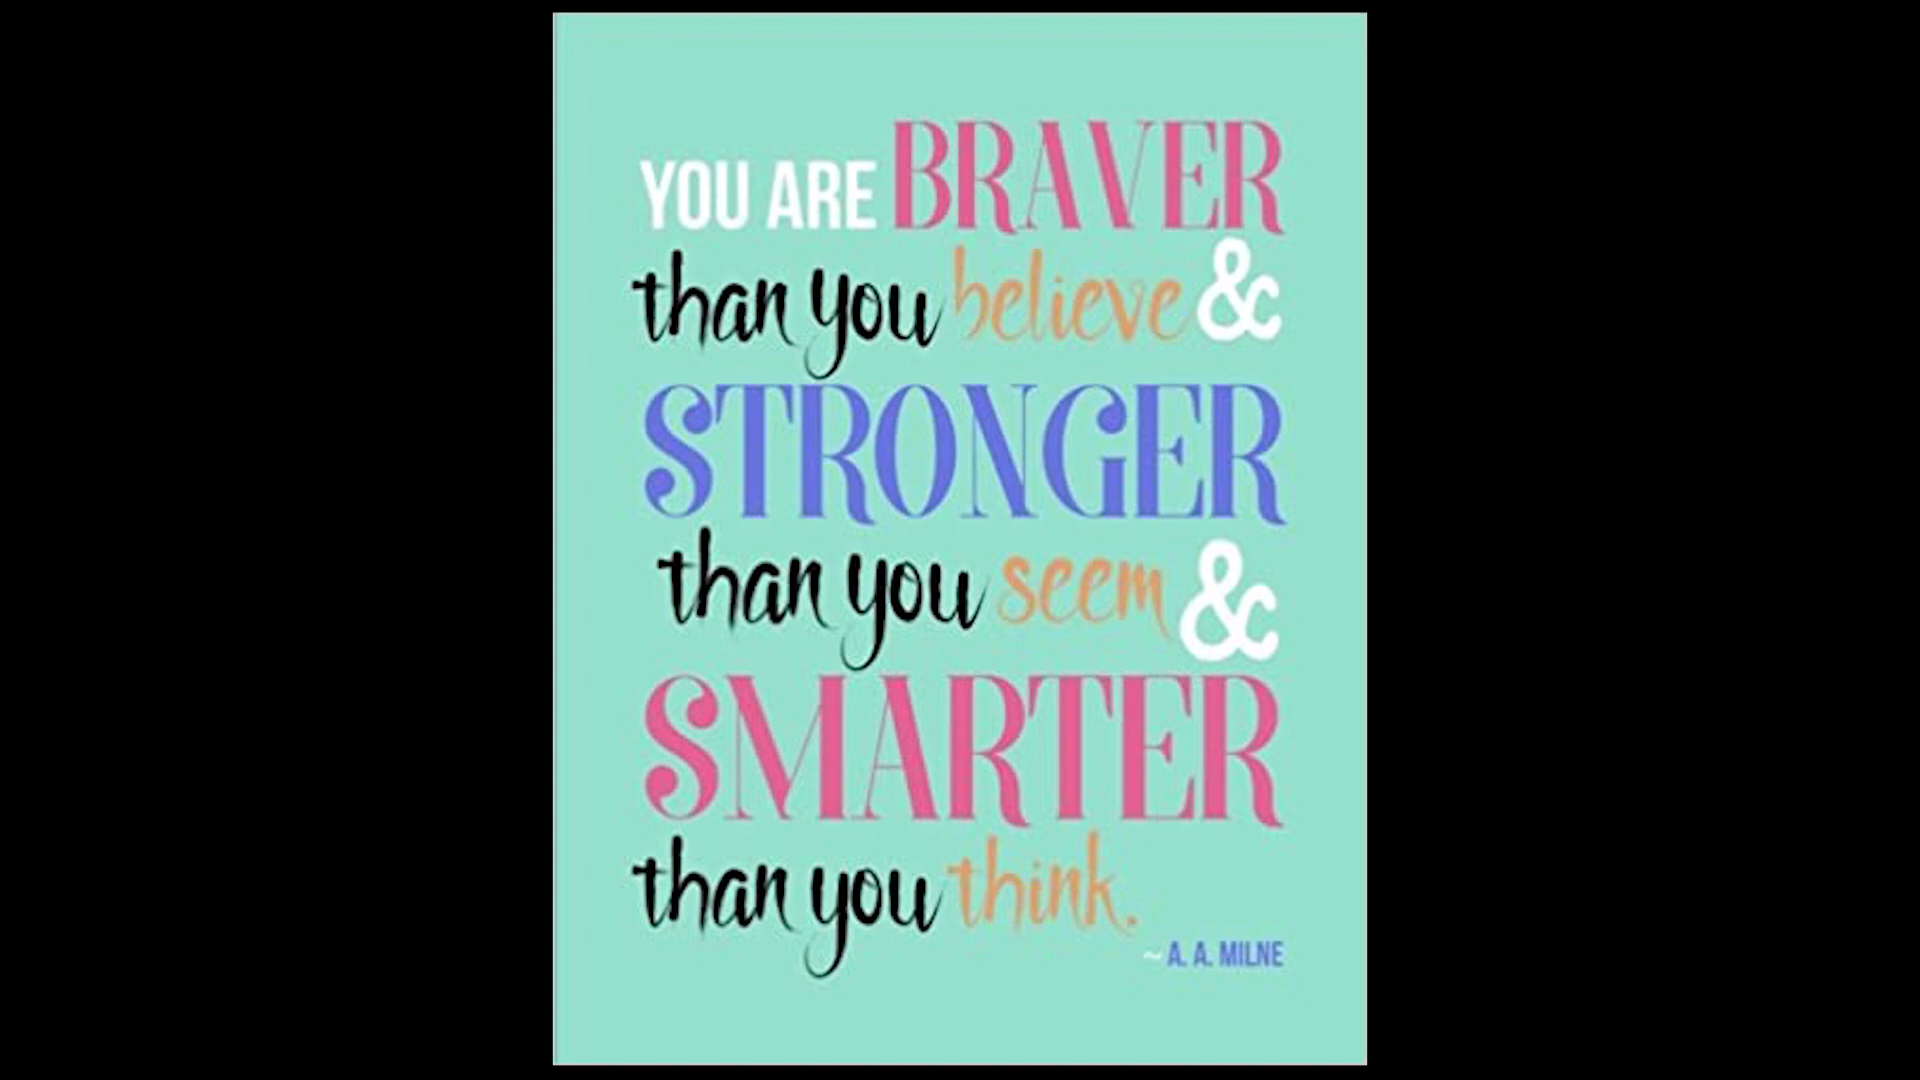 YOU ARE BRAVER
than you believe &
STRONGER
than you seem &
SMARTER
than you think.
~ A. A. MILNE